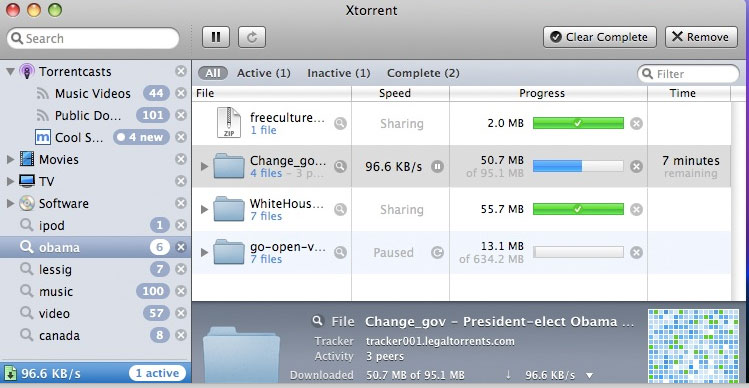 Xtorrent
Search
Clear Complete
Remove
Torrentcasts
Music Videos 44
Public Do... 101
m Cool S... 4 new
Movies
TV
Software
ipod 1
obama 6
lessig 7
music 100
video 57
canada 8
96.6 KB/s 1 active
All Active (1) Inactive (1) Complete (2) Filter
File Speed Progress Time
ZIP
freeculture... Sharing 2.0 MB
1 file
Change_go... 96.6 KB/s 50.7 MB 7 minutes
4 files - 3 p... of 95.1 MB remaining
WhiteHous... Sharing 55.7 MB
7 files
go-open-v... Paused 13.1 MB
7 files of 634.2 MB
File Change_gov - President-elect Obama ...
Tracker tracker001.legaltorrents.com
Activity 3 peers
Downloaded 50.7 MB of 95.1 MB ↓ 96.6 KB/s